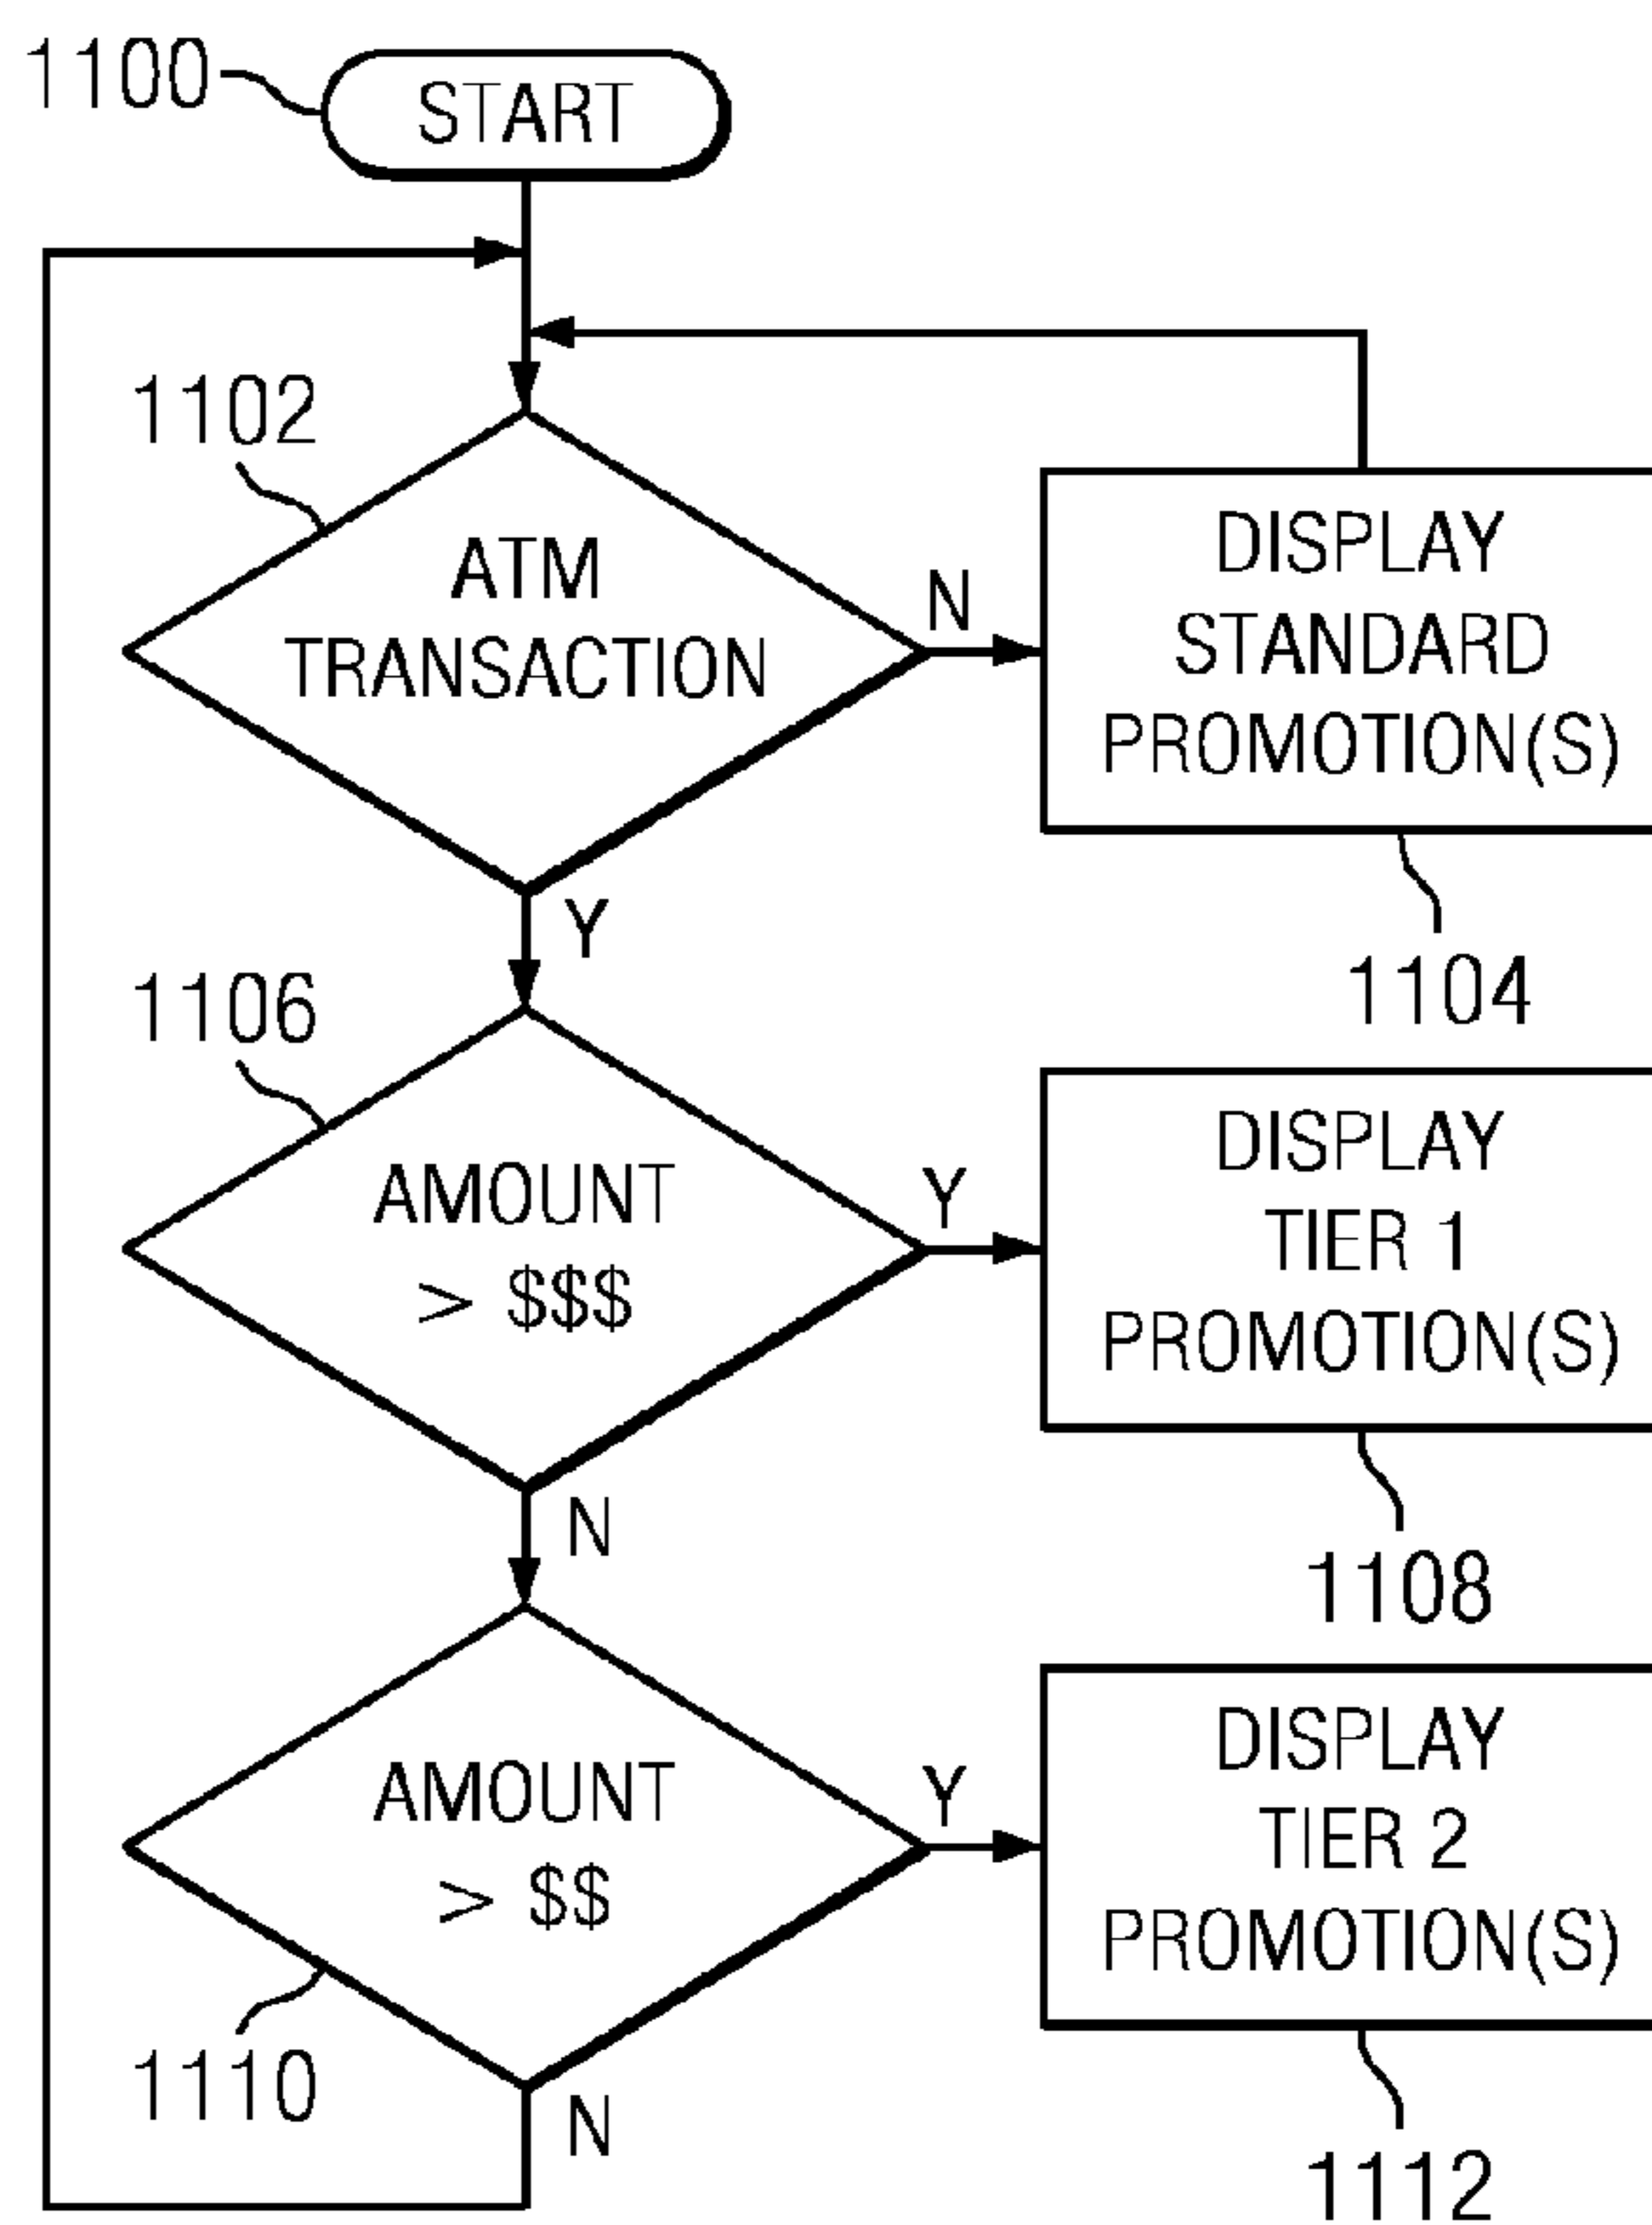 1100
START
1102
ATM
TRANSACTION
N
DISPLAY
STANDARD
PROMOTION(S)
1104
Y
1106
AMOUNT
> $$$
Y
DISPLAY
TIER 1
PROMOTION(S)
1108
N
AMOUNT
> $$
Y
DISPLAY
TIER 2
PROMOTION(S)
1110
N
1112